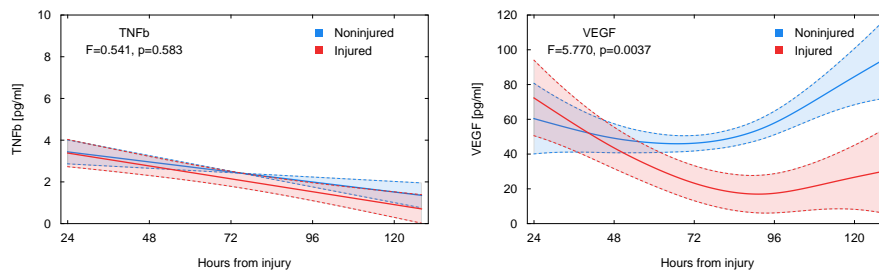 TNFb
F=0.541, p=0.583
Noninjured
Injured
TNFb [pg/ml]
10
8
6
4
2
0
24 48 72 96 120
Hours from injury
VEGF
F=5.770, p=0.0037
Noninjured
Injured
VEGF [pg/ml]
120
100
80
60
40
20
0
24 48 72 96 120
Hours from injury